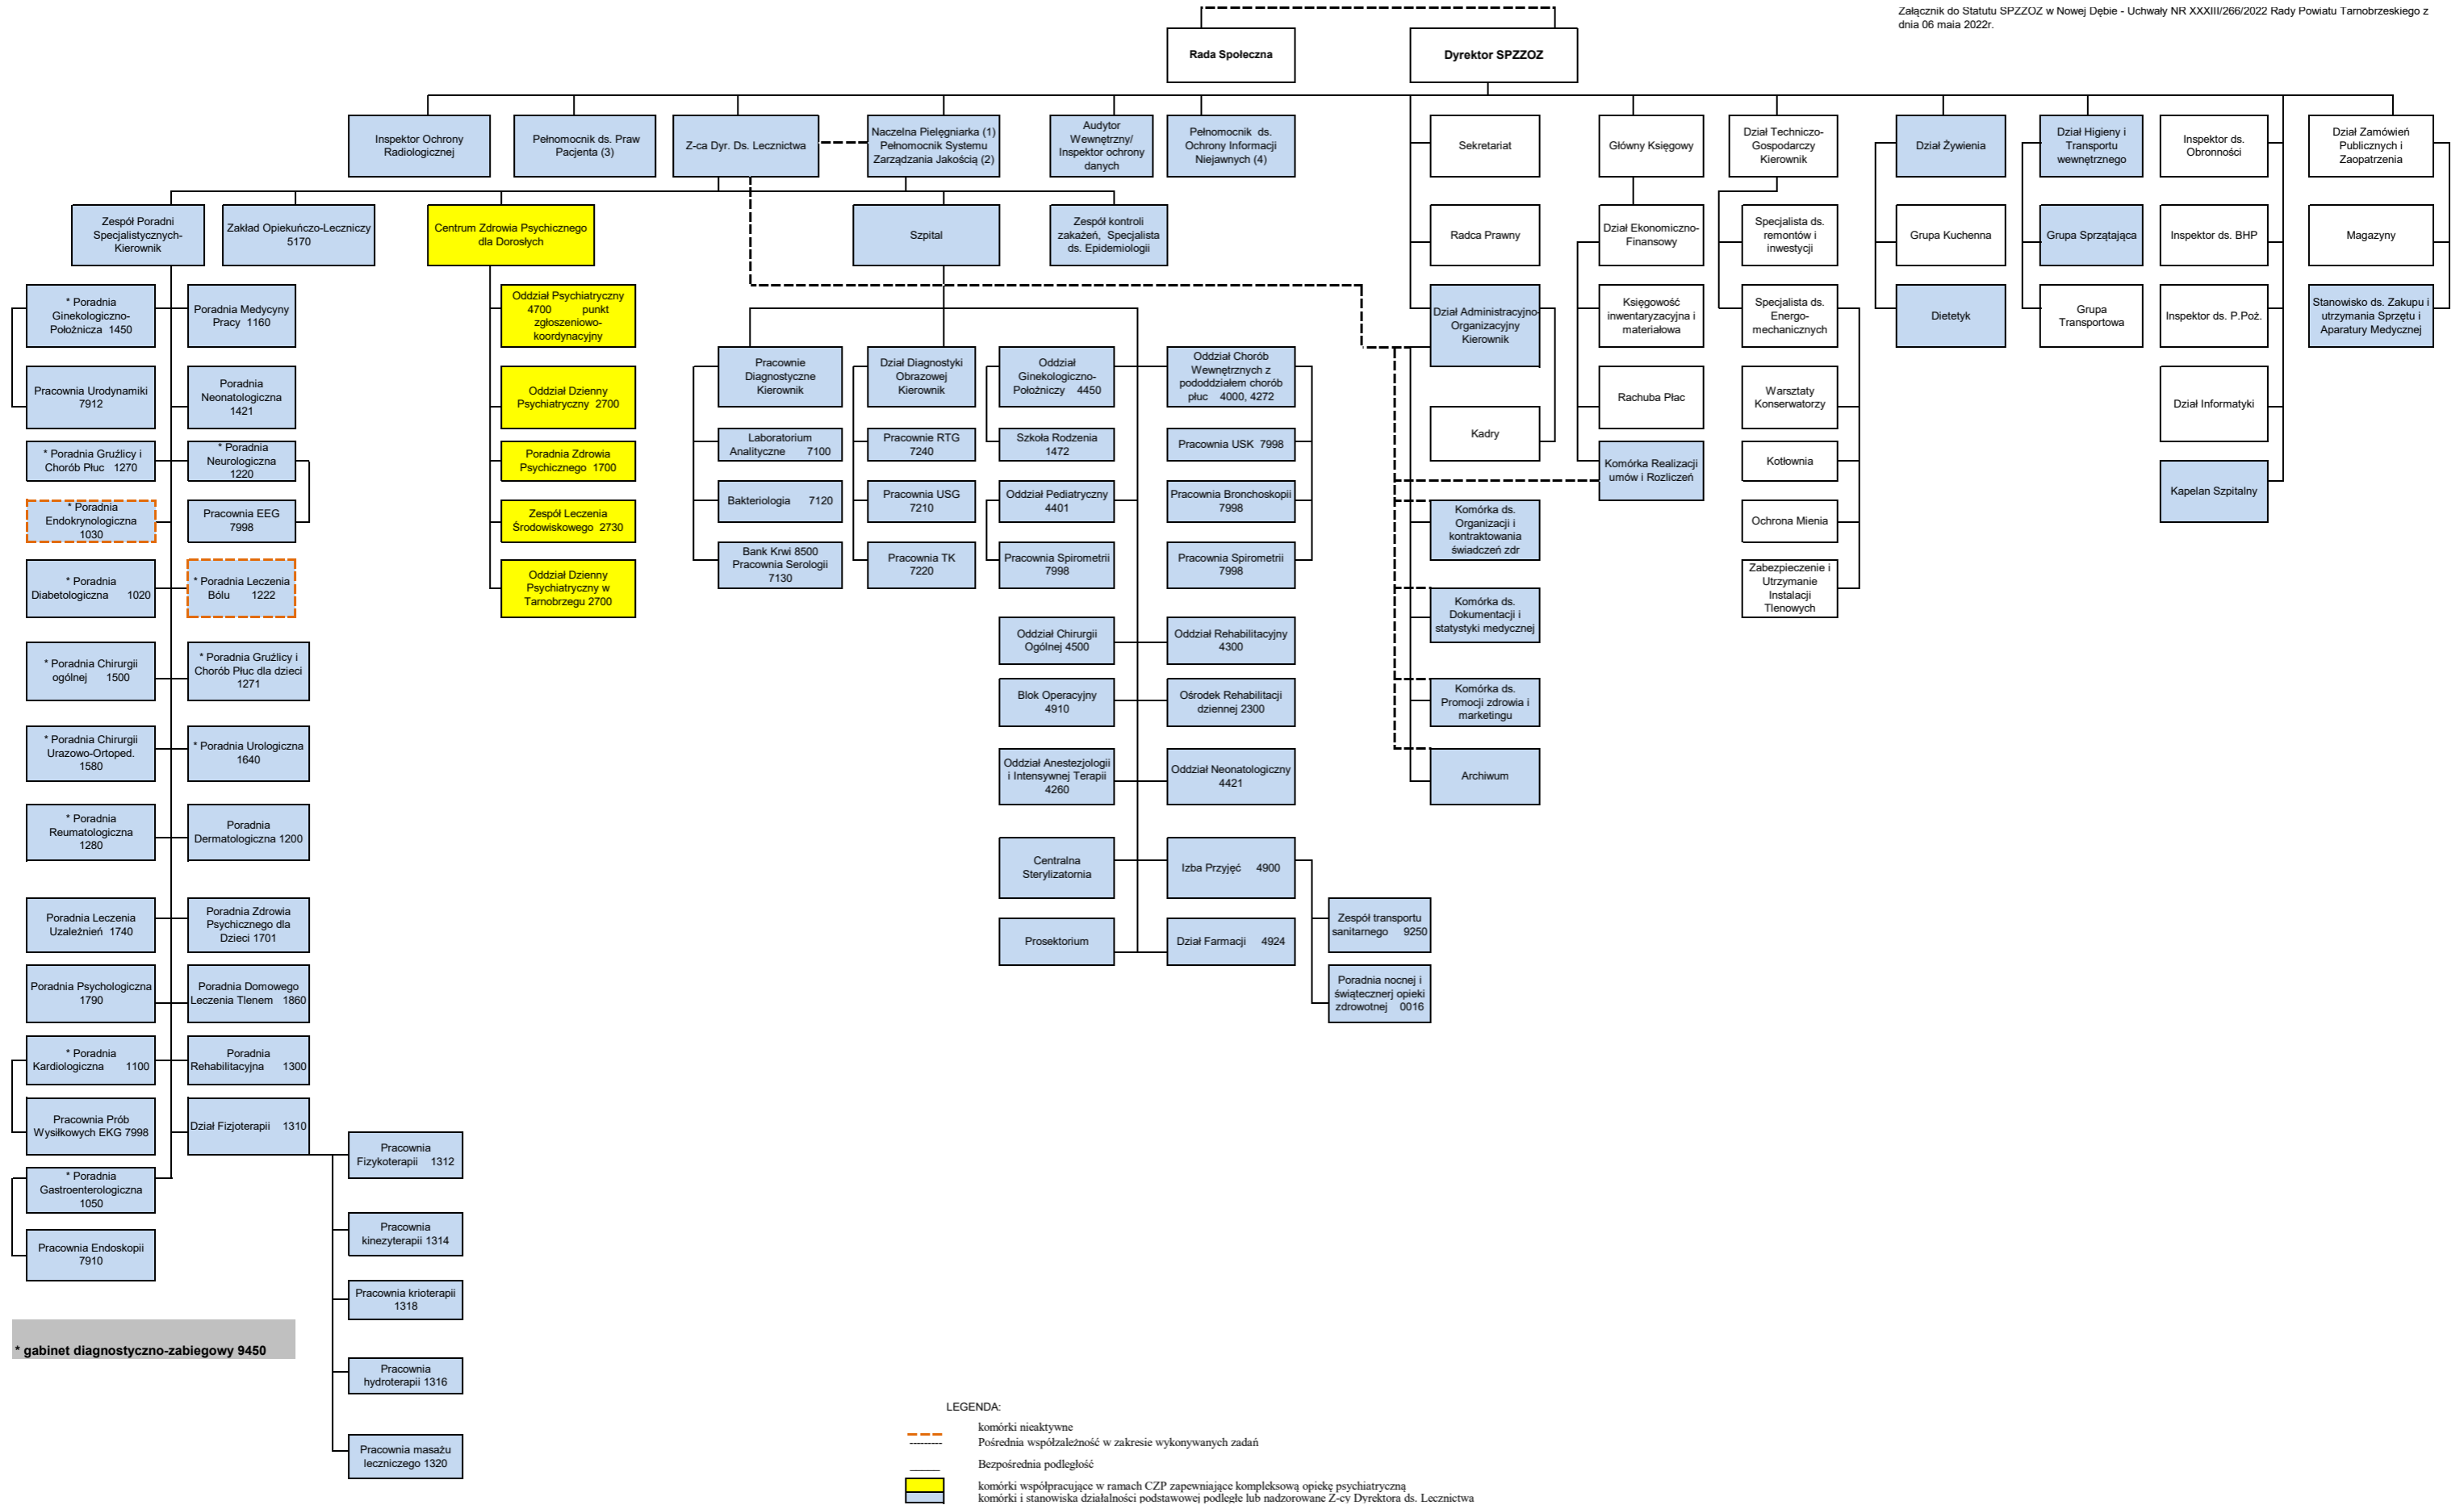 Załącznik do Statutu SPZZOZ w Nowej Dębie - Uchwały NR XXXIII/266/2022 Rady Powiatu Tarnobrzeskiego z
dnia 06 maja 2022r.
Rada Społeczna
Dyrektor SPZZOZ
Inspektor Ochrony
Radiologicznej
Pełnomocnik ds. Praw
Pacjenta (3)
Z-ca Dyr. Ds. Lecznictwa
Naczelna Pielęgniarka (1)
Pełnomocnik Systemu
Zarządzania Jakością (2)
Audytor
Wewnętrzny/
Inspektor ochrony
danych
Pełnomocnik ds.
Ochrony Informacji
Niejawnych (4)
Sekretariat
Główny Księgowy
Dział Techniczo-
Gospodarczy
Kierownik
Dział Żywienia
Dział Higieny i
Transportu
wewnętrznego
Inspektor ds.
Obronności
Dział Zamówień
Publicznych i
Zaopatrzenia
Zespół Poradni
Specjalistycznych-
Kierownik
Zakład Opiekuńczo-Leczniczy
5170
Centrum Zdrowia Psychicznego
dla Dorosłych
Szpital
Zespół kontroli
zakażeń, Specjalista
ds. Epidemiologii
Radca Prawny
Dział Ekonomiczno-
Finansowy
Specjalista ds.
remontów i
inwestycji
Grupa Kuchenna
Grupa Sprzątająca
Inspektor ds. BHP
Magazyny
* Poradnia
Ginekologiczno-
Położnicza 1450
Poradnia Medycyny
Pracy 1160
Oddział Psychiatryczny
4700 punkt
zgłoszeniowo-
koordynacyjny
Dział Administracyjno-
Organizacyjny
Kierownik
Księgowość
inwentaryzacyjna i
materiałowa
Specjalista ds.
Energo-
mechanicznych
Dietetyk
Grupa
Transportowa
Inspektor ds. P.Poż.
Stanowisko ds. Zakupu i
utrzymania Sprzętu i
Aparatury Medycznej
Pracownia Urodynamiki
7912
Poradnia
Neonatologiczna
1421
Oddział Dzienny
Psychiatryczny 2700
Pracownie
Diagnostyczne
Kierownik
Dział Diagnostyki
Obrazowej
Kierownik
Oddział
Ginekologiczno-
Położniczy 4450
Oddział Chorób
Wewnętrznych z
pododdziałem chorób
płuc 4000, 4272
Kadry
Rachuba Płac
Warsztaty
Konserwatorzy
Dział Informatyki
* Poradnia Gruźlicy i
Chorób Płuc 1270
* Poradnia
Neurologiczna
1220
Poradnia Zdrowia
Psychicznego 1700
Laboratorium
Analityczne 7100
Pracownie RTG
7240
Szkoła Rodzenia
1472
Pracownia USK 7998
Komórka Realizacji
umów i Rozliczeń
Kotłownia
Kapelan Szpitalny
* Poradnia
Endokrynologiczna
1030
Pracownia EEG
7998
Zespół Leczenia
Środowiskowego 2730
Bakteriologia 7120
Pracownia USG
7210
Oddział Pediatryczny
4401
Pracownia Bronchoskopii
7998
Komórka ds.
Organizacji i
kontraktowania
świadczeń zdr
Ochrona Mienia
* Poradnia
Diabetologiczna 1020
* Poradnia Leczenia
Bólu 1222
Oddział Dzienny
Psychiatryczny w
Tarnobrzegu 2700
Bank Krwi 8500
Pracownia Serologii
7130
Pracownia TK
7220
Pracownia Spirometrii
7998
Pracownia Spirometrii
7998
Komórka ds.
Dokumentacji i
statystyki medycznej
Zabezpieczenie i
Utrzymanie
Instalacji
Tlenowych
* Poradnia Chirurgii
ogólnej 1500
* Poradnia Gruźlicy i
Chorób Płuc dla dzieci
1271
Oddział Chirurgii
Ogólnej 4500
Oddział Rehabilitacyjny
4300
Blok Operacyjny
4910
Ośrodek Rehabilitacji
dziennej 2300
Komórka ds.
Promocji zdrowia i
marketingu
* Poradnia Chirurgii
Urazowo-Ortoped.
1580
* Poradnia Urologiczna
1640
Oddział Anestezjologii
i Intensywnej Terapii
4260
Oddział Neonatologiczny
4421
Archiwum
* Poradnia
Reumatologiczna
1280
Poradnia
Dermatologiczna 1200
Centralna
Sterylizatornia
Izba Przyjęć 4900
Poradnia Leczenia
Uzależnień 1740
Poradnia Zdrowia
Psychicznego dla
Dzieci 1701
Prosektorium
Dział Farmacji 4924
Zespół transportu
sanitarnego 9250
Poradnia Psychologiczna
1790
Poradnia Domowego
Leczenia Tlenem 1860
Poradnia nocnej i
świątecznerj opieki
zdrowotnej 0016
* Poradnia
Kardiologiczna 1100
Poradnia
Rehabilitacyjna 1300
Pracownia Prób
Wysiłkowych EKG 7998
Dział Fizjoterapii 1310
Pracownia
Fizykoterapii 1312
* Poradnia
Gastroenterologiczna
1050
Pracownia
kinezyterapii 1314
Pracownia Endoskopii
7910
Pracownia krioterapii
1318
* gabinet diagnostyczno-zabiegowy 9450
Pracownia
hydroterapii 1316
Pracownia masażu
leczniczego 1320
LEGENDA:
komórki nieaktywne
Pośrednia współzależność w zakresie wykonywanych zadań
Bezpośrednia podległość
komórki współpracujące w ramach CZP zapewniające kompleksową opiekę psychiatryczną
komórki i stanowiska działalności podstawowej podległe lub nadzorowane Z-cy Dyrektora ds. Lecznictwa